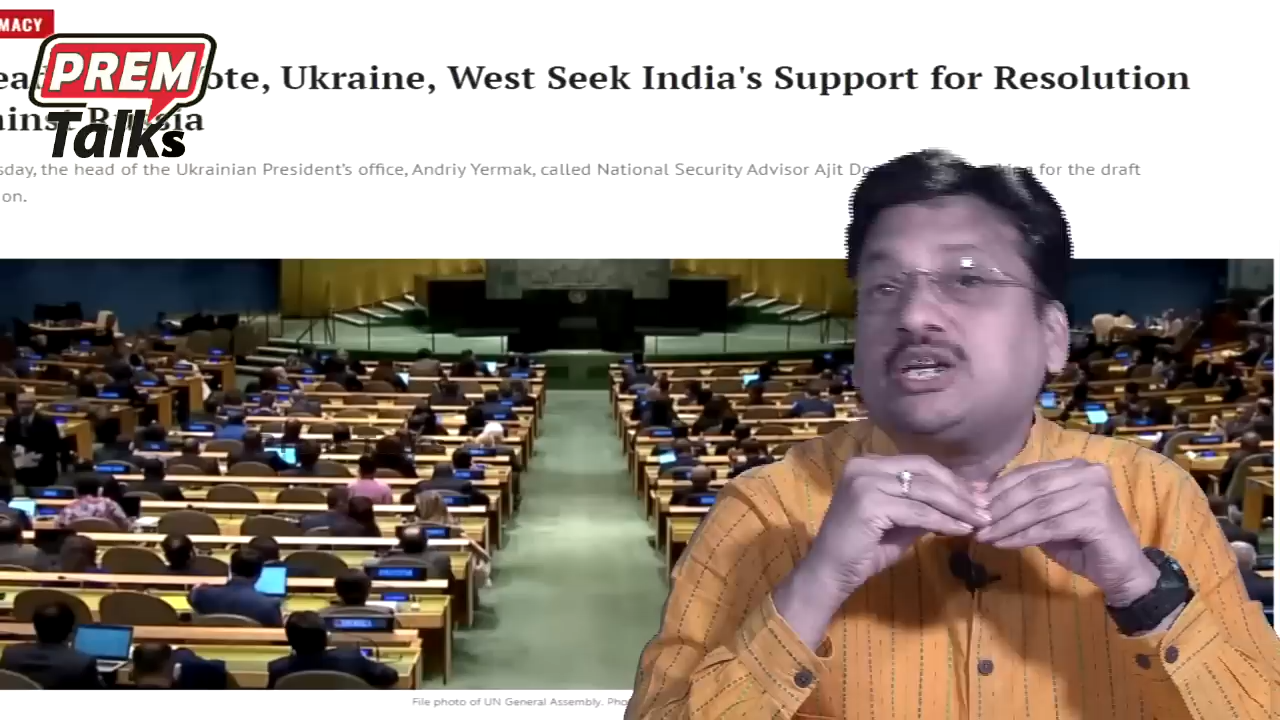 MACY
PREM
Talks
ote, Ukraine, West Seek India's Support for Resolution
ainst Russia
sday, the head of the Ukrainian President's office, Andriy Yermak, called National Security Advisor Ajit Do for the draft
on.
File photo of UN General Assembly. Pho